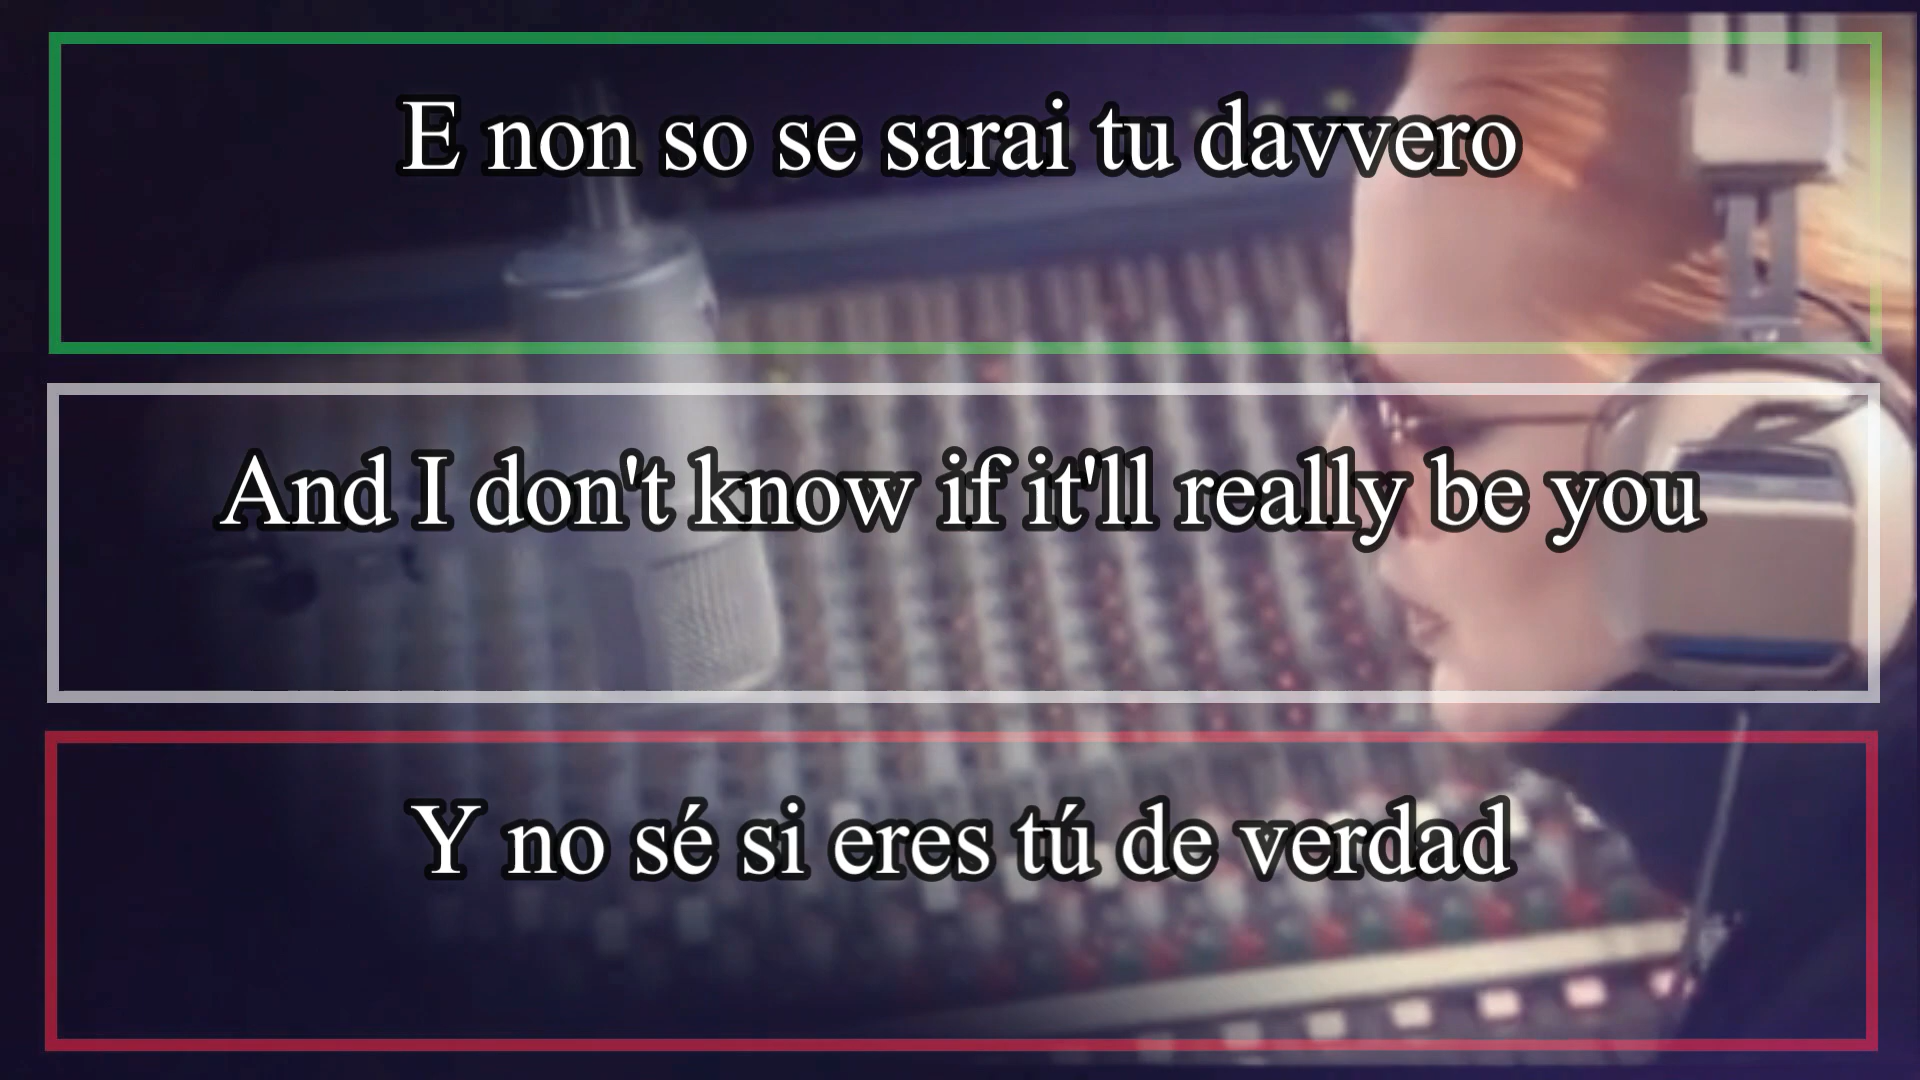 E non so se sarai tu davvero
And I don't know if it'll really be you
Y no sé si eres tú de verdad